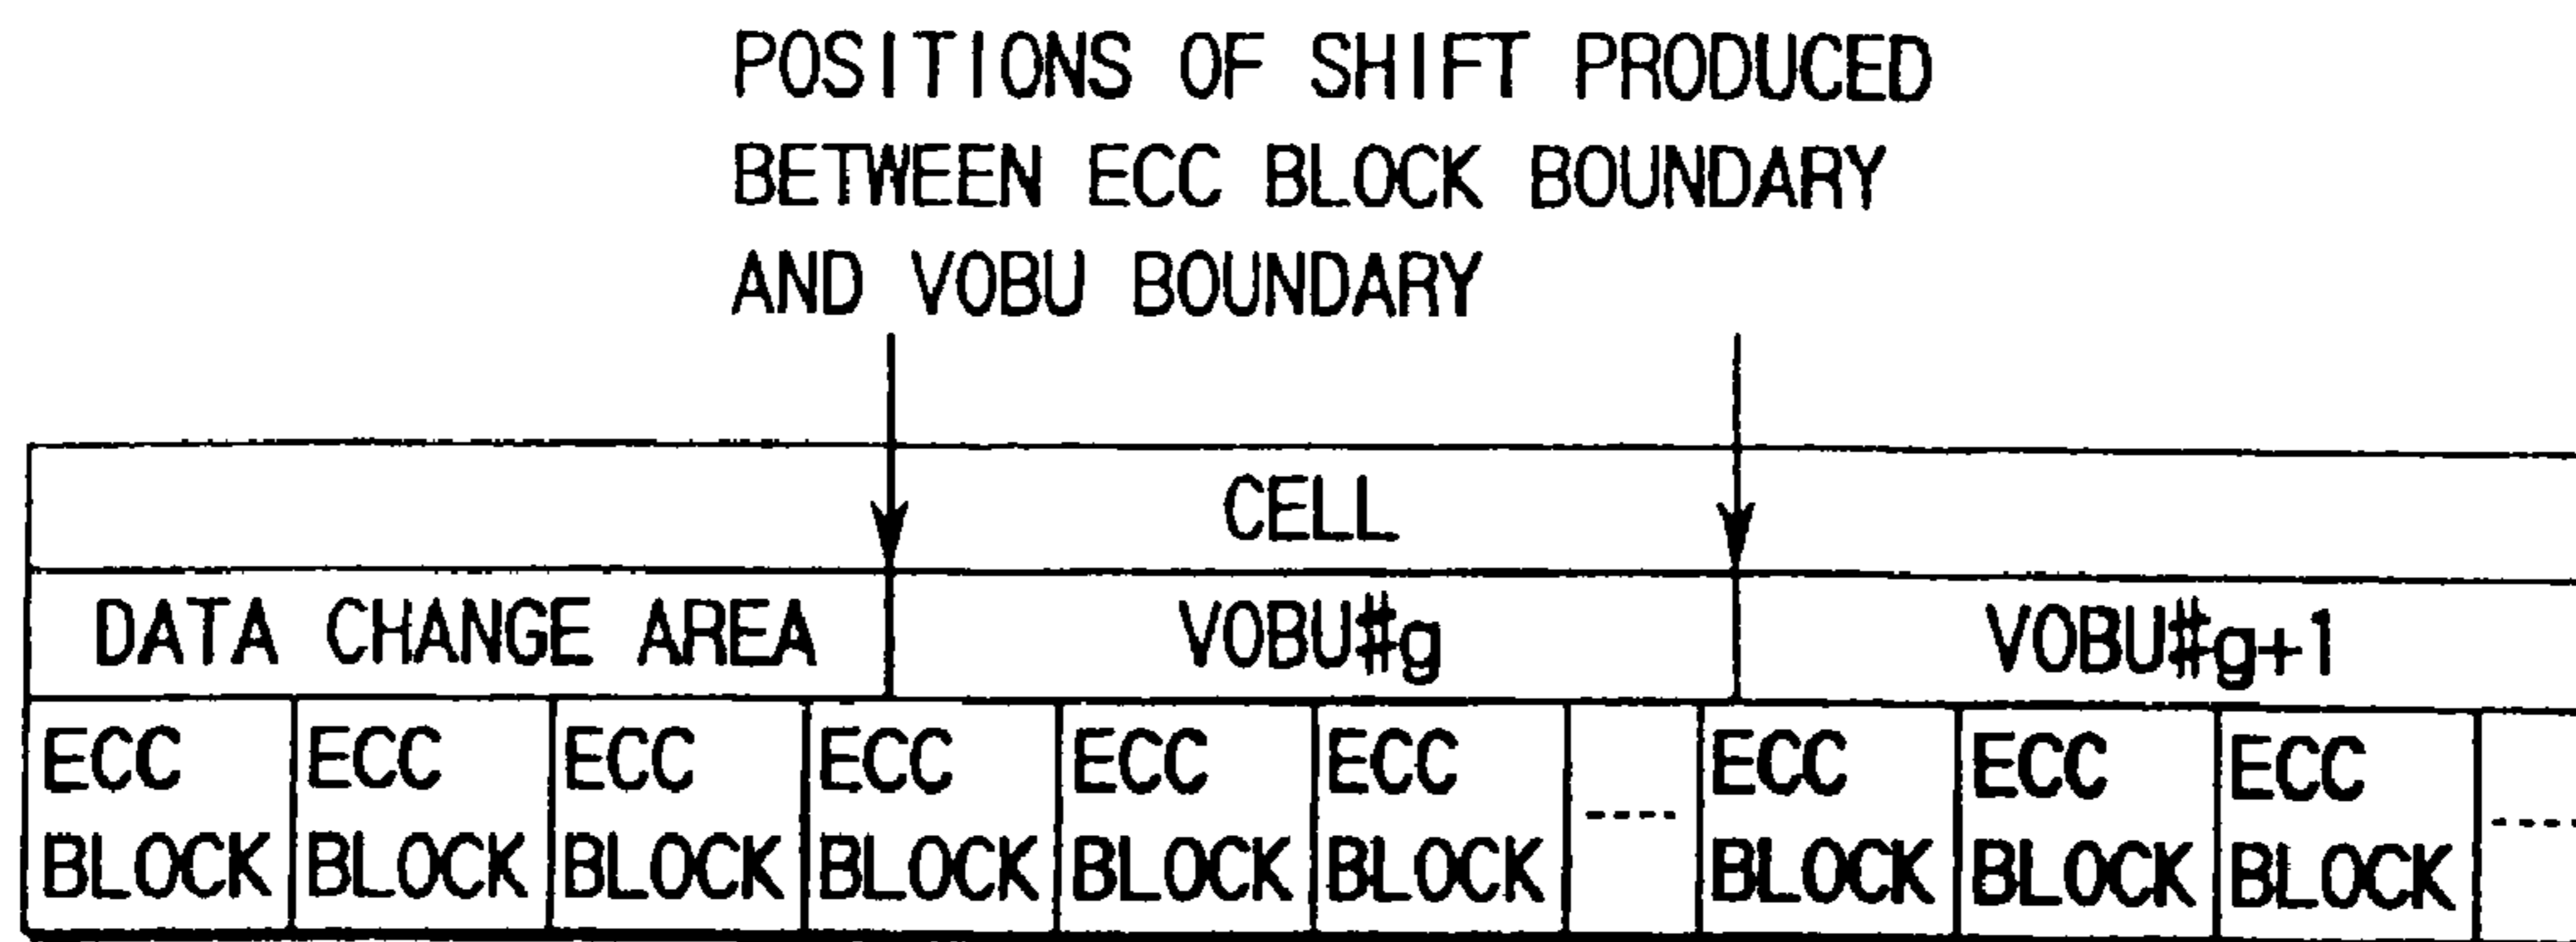 POSITIONS OF SHIFT PRODUCED
BETWEEN ECC BLOCK BOUNDARY
AND VOBU BOUNDARY
CELL
DATA CHANGE AREA VOBU#g VOBU#g+1
ECC ECC ECC ECC ECC ECC ECC ECC ECC
BLOCK BLOCK BLOCK BLOCK BLOCK BLOCK ---- BLOCK BLOCK BLOCK ----